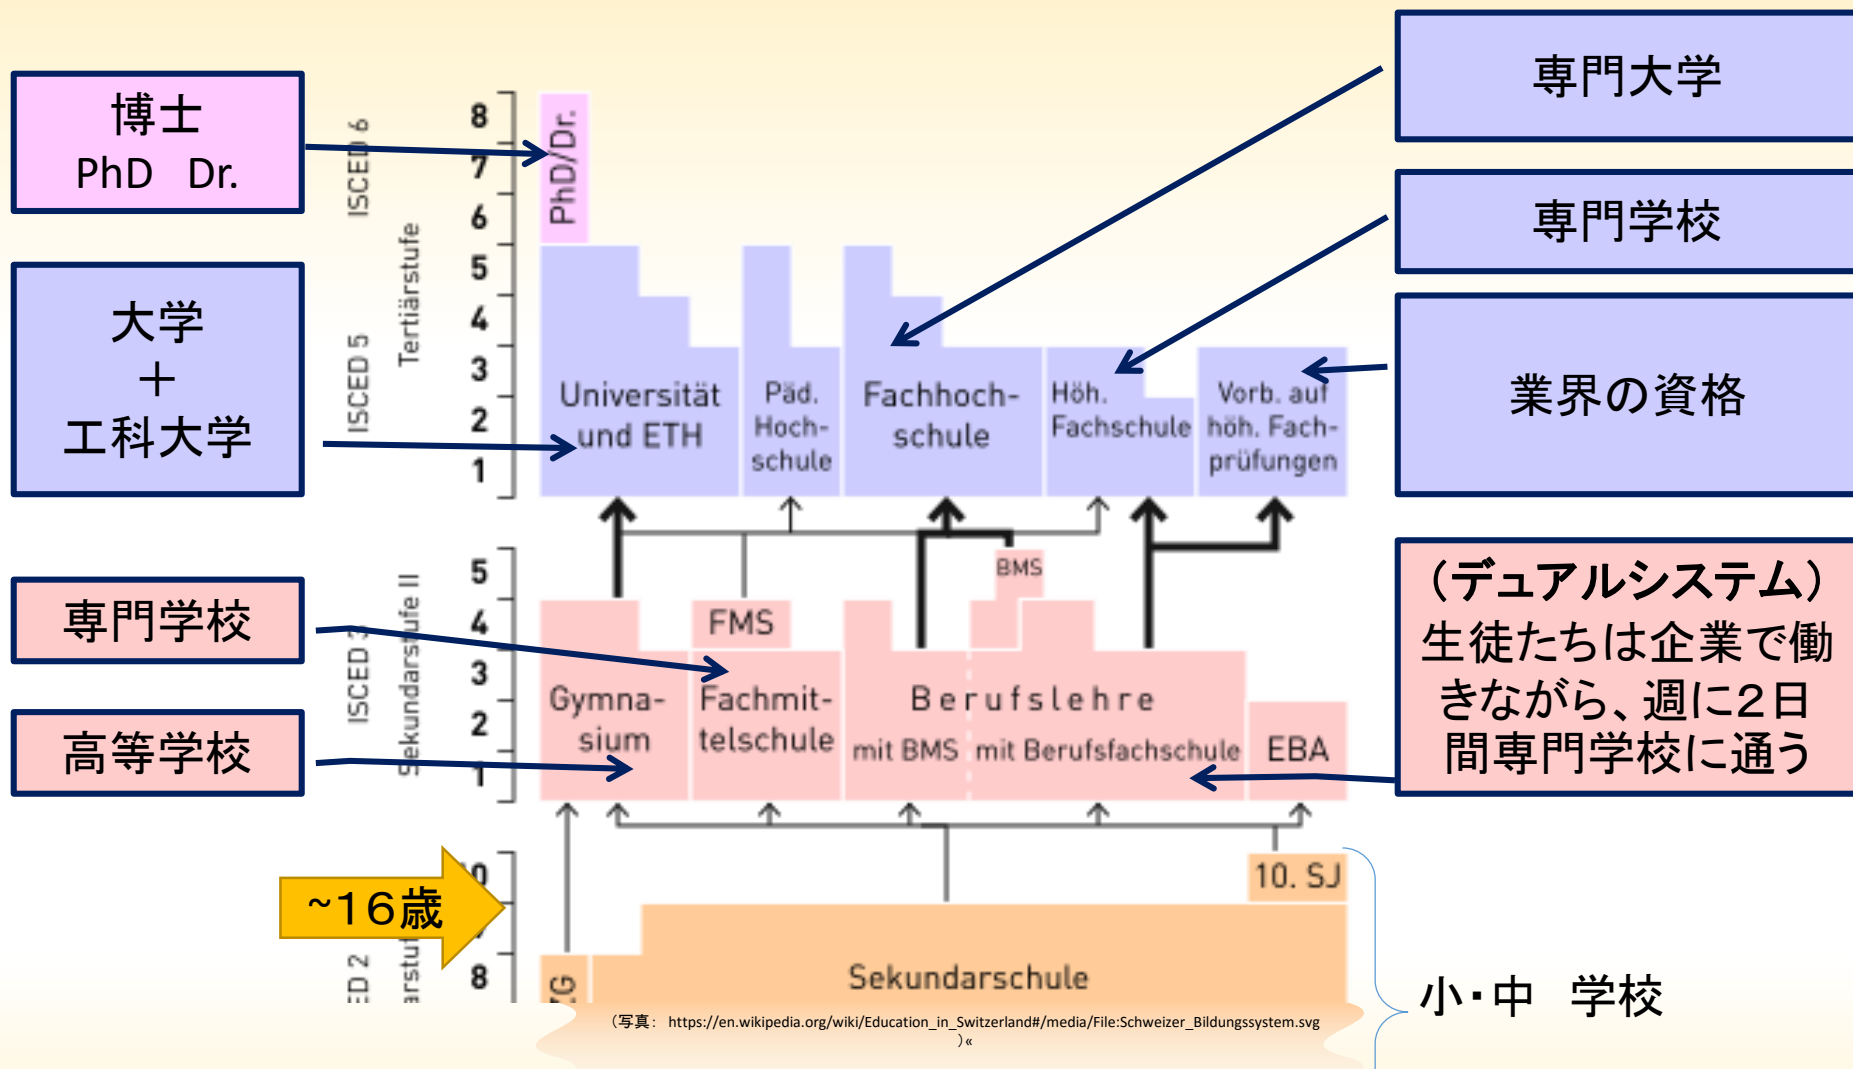 博士
PhD Dr.
大学
+
工科大学
専門学校
高等学校
~16歳
専門大学
専門学校
業界の資格
(デュアルシステム)
生徒たちは企業で働
きながら、週に2日
間専門学校に通う
小・中 学校
ISCED 6
ISCED 5
Tertiärstufe
8
7
6
5
4
3
2
1
PhD/Dr.
Universität
und ETH
Päd.
Hoch-
schule
Fachhoch-
schule
Höh.
Fachschule
Vorb. auf
höh. Fach-
prüfungen
ISCED 3
Sekundarstufe II
5
4
3
2
1
BMS
FMS
Gymna-
sium
Fachmit-
telschule
Berufslehre
mit BMS
mit Berufsfachschule
EBA
10. SJ
8
Sekundarschule
(写真: https://en.wikipedia.org/wiki/Education_in_Switzerland#/media/File:Schweizer_Bildungssystem.svg
)«